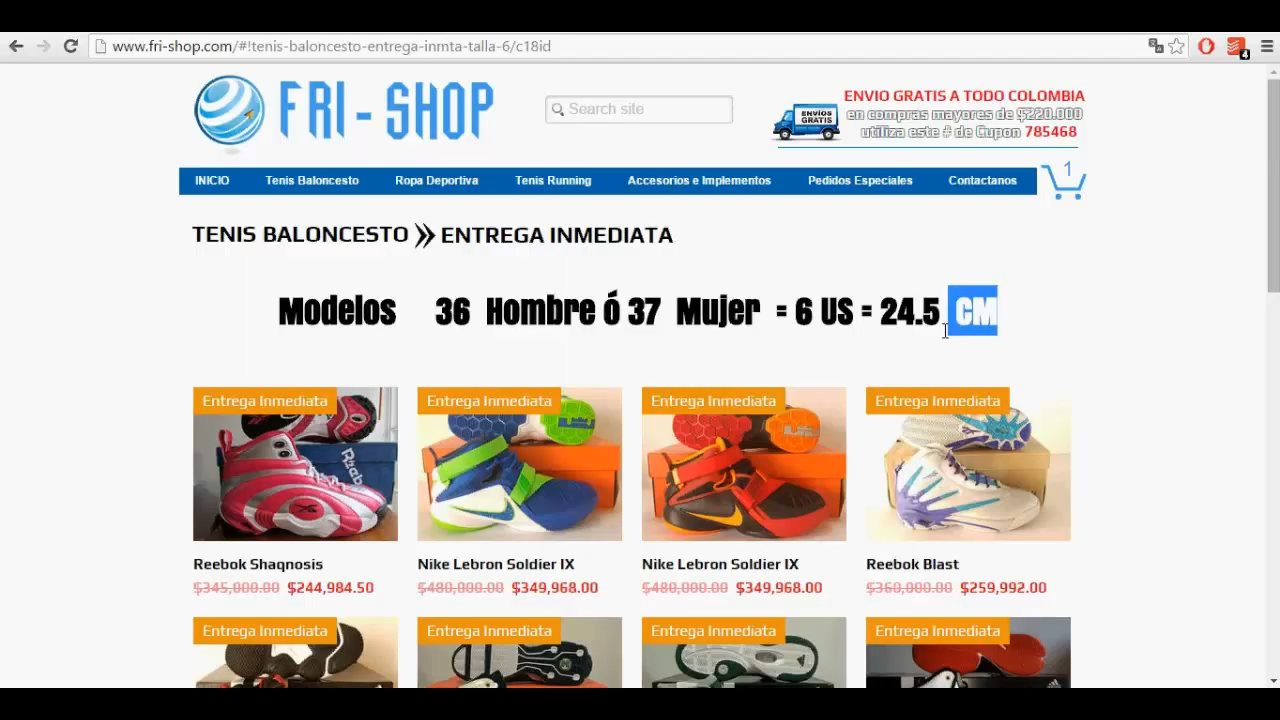 www.fri-shop.com/#!tenis-baloncesto-entrega-inmta-talla-6/c18id
4
FRI - SHOP
Search site
ENVÍOS GRATIS
ENVIO GRATIS A TODO COLOMBIA
en compras mayores de $220.000
utiliza este # de Cupon 785468
INICIO Tenis Baloncesto Ropa Deportiva Tenis Running Accesorios e Implementos Pedidos Especiales Contactanos 1
TENIS BALONCESTO » ENTREGA INMEDIATA
Modelos 36 Hombre ó 37 Mujer = 6 US = 24.5 CM
Entrega Inmediata Entrega Inmediata Entrega Inmediata Entrega Inmediata
Reebok
Reebok Shaqnosis Nike Lebron Soldier IX Nike Lebron Soldier IX Reebok Blast
$345,000.00 $244,984.50 $480,000.00 $349,968.00 $480,000.00 $349,968.00 $360,000.00 $259,992.00
Entrega Inmediata Entrega Inmediata Entrega Inmediata Entrega Inmediata